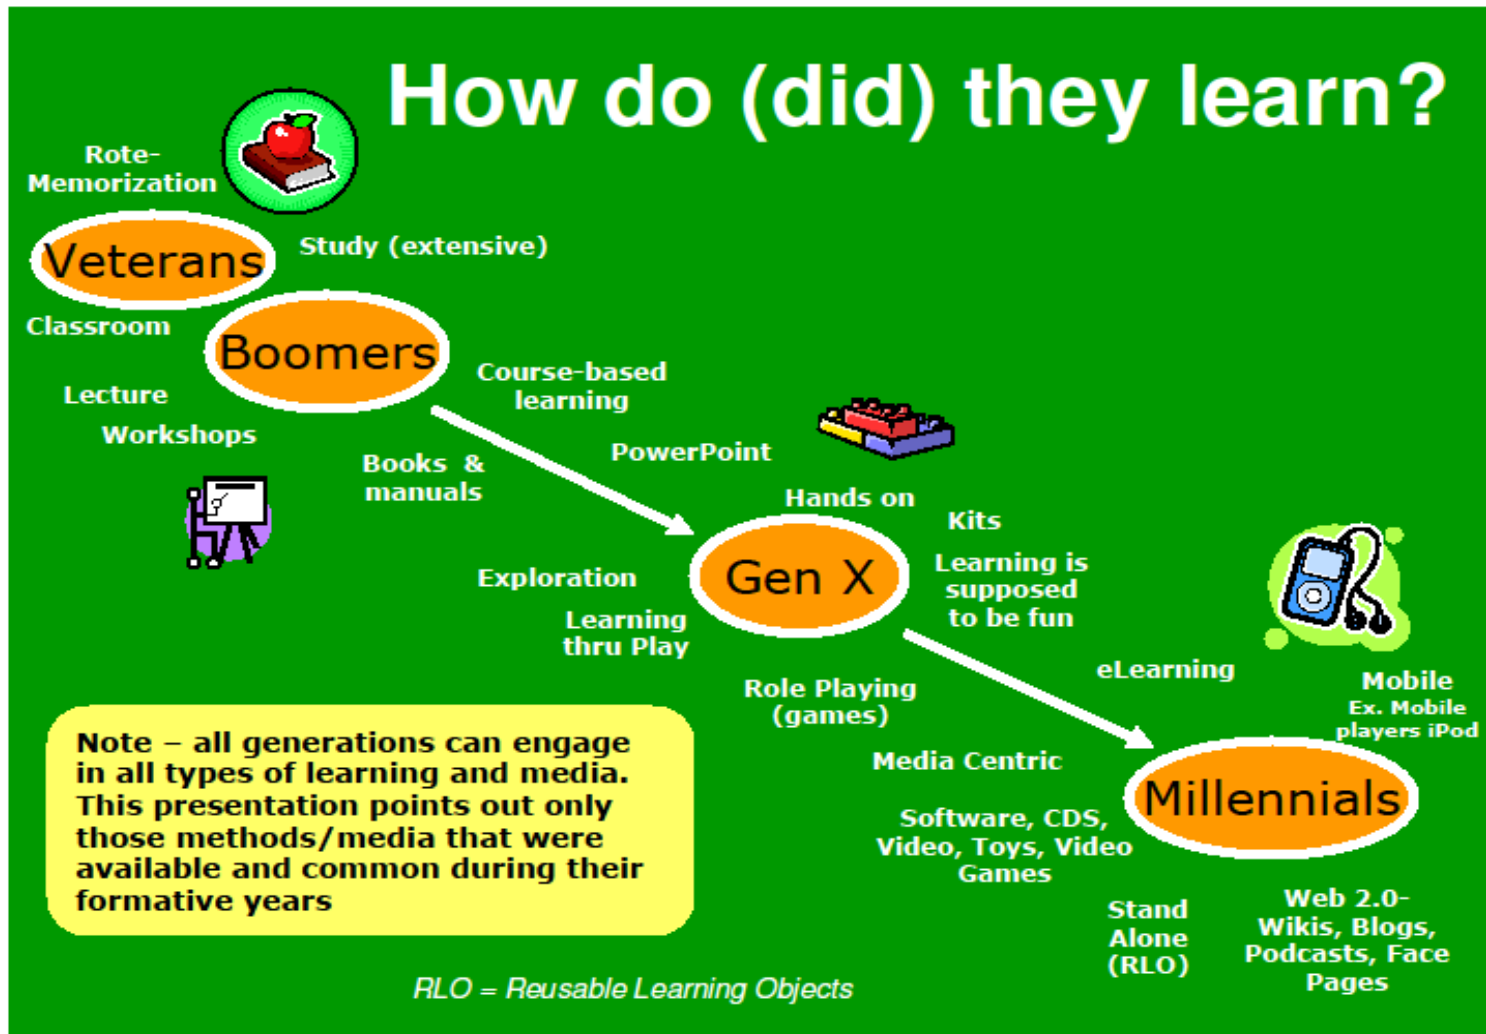 How do (did) they learn?
Rote-
Memorization
Veterans
Study (extensive)
Classroom
Boomers
Lecture
Workshops
Course-based
learning
Books & 
manuals
PowerPoint
Hands on
Kits
Gen X
Exploration
Learning is
supposed
to be fun
Learning
thru Play
Role Playing
(games)
eLearning
Mobile
Ex. Mobile
players iPod
Media Centric
Millennials
Software, CDS,
Video, Toys, Video
Games
Stand
Alone
(RLO)
Web 2.0-
Wikis, Blogs,
Podcasts, Face
Pages
Note – all generations can engage
in all types of learning and media.
This presentation points out only
those methods/media that were
available and common during their
formative years
RLO = Reusable Learning Objects